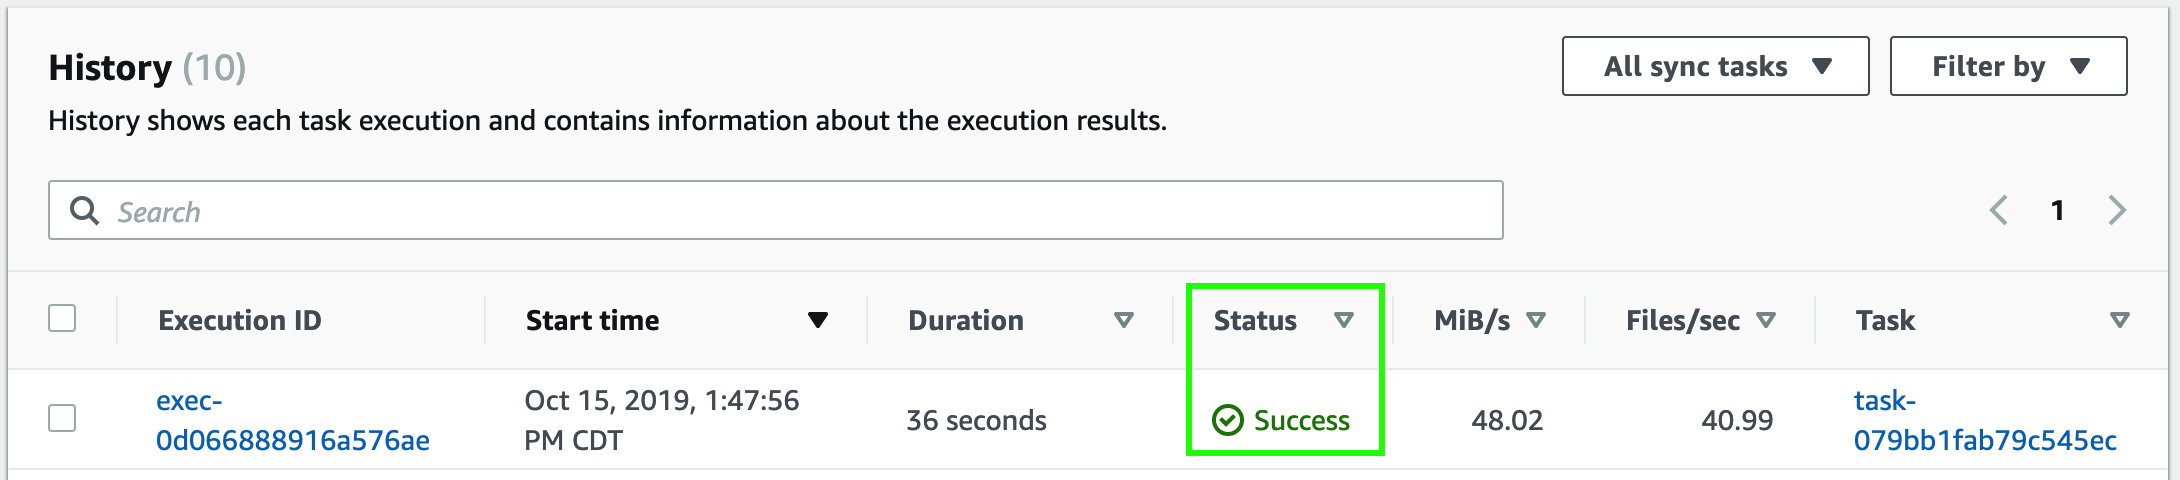 History (10)
All sync tasks
Filter by
History shows each task execution and contains information about the execution results.
Search
1
Execution ID
Start time
Duration
Status
MiB/s
Files/sec
Task
exec-
0d066888916a576ae
Oct 15, 2019, 1:47:56
PM CDT
36 seconds
Success
48.02
40.99
task-
079bb1fab79c545ec